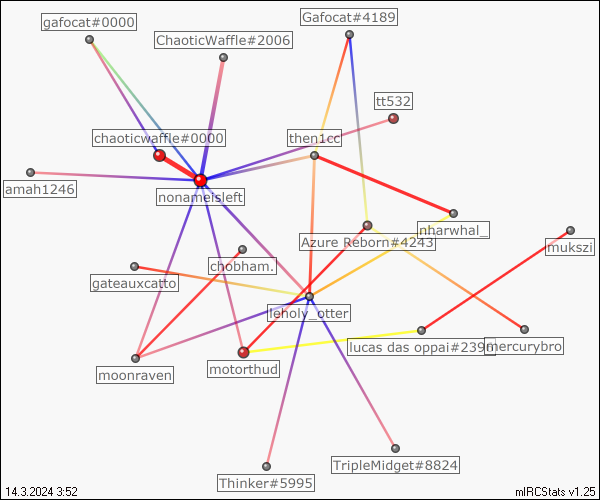 Gafocat#4189
gafocat#0000
ChaoticWaffle#2006
tt532
chaoticwaffle#0000
then1cc
amah1246
nonameisleft
nharwhal_
Azure Reborn#4243
mukszi
chobham.
gateauxcatto
leholy_otter
lucas das oppai#239
mercurybro
motorthud
moonraven
TripleMidget#8824
Thinker#5995
14.3.2024 3:52
mIRCStats v1.25